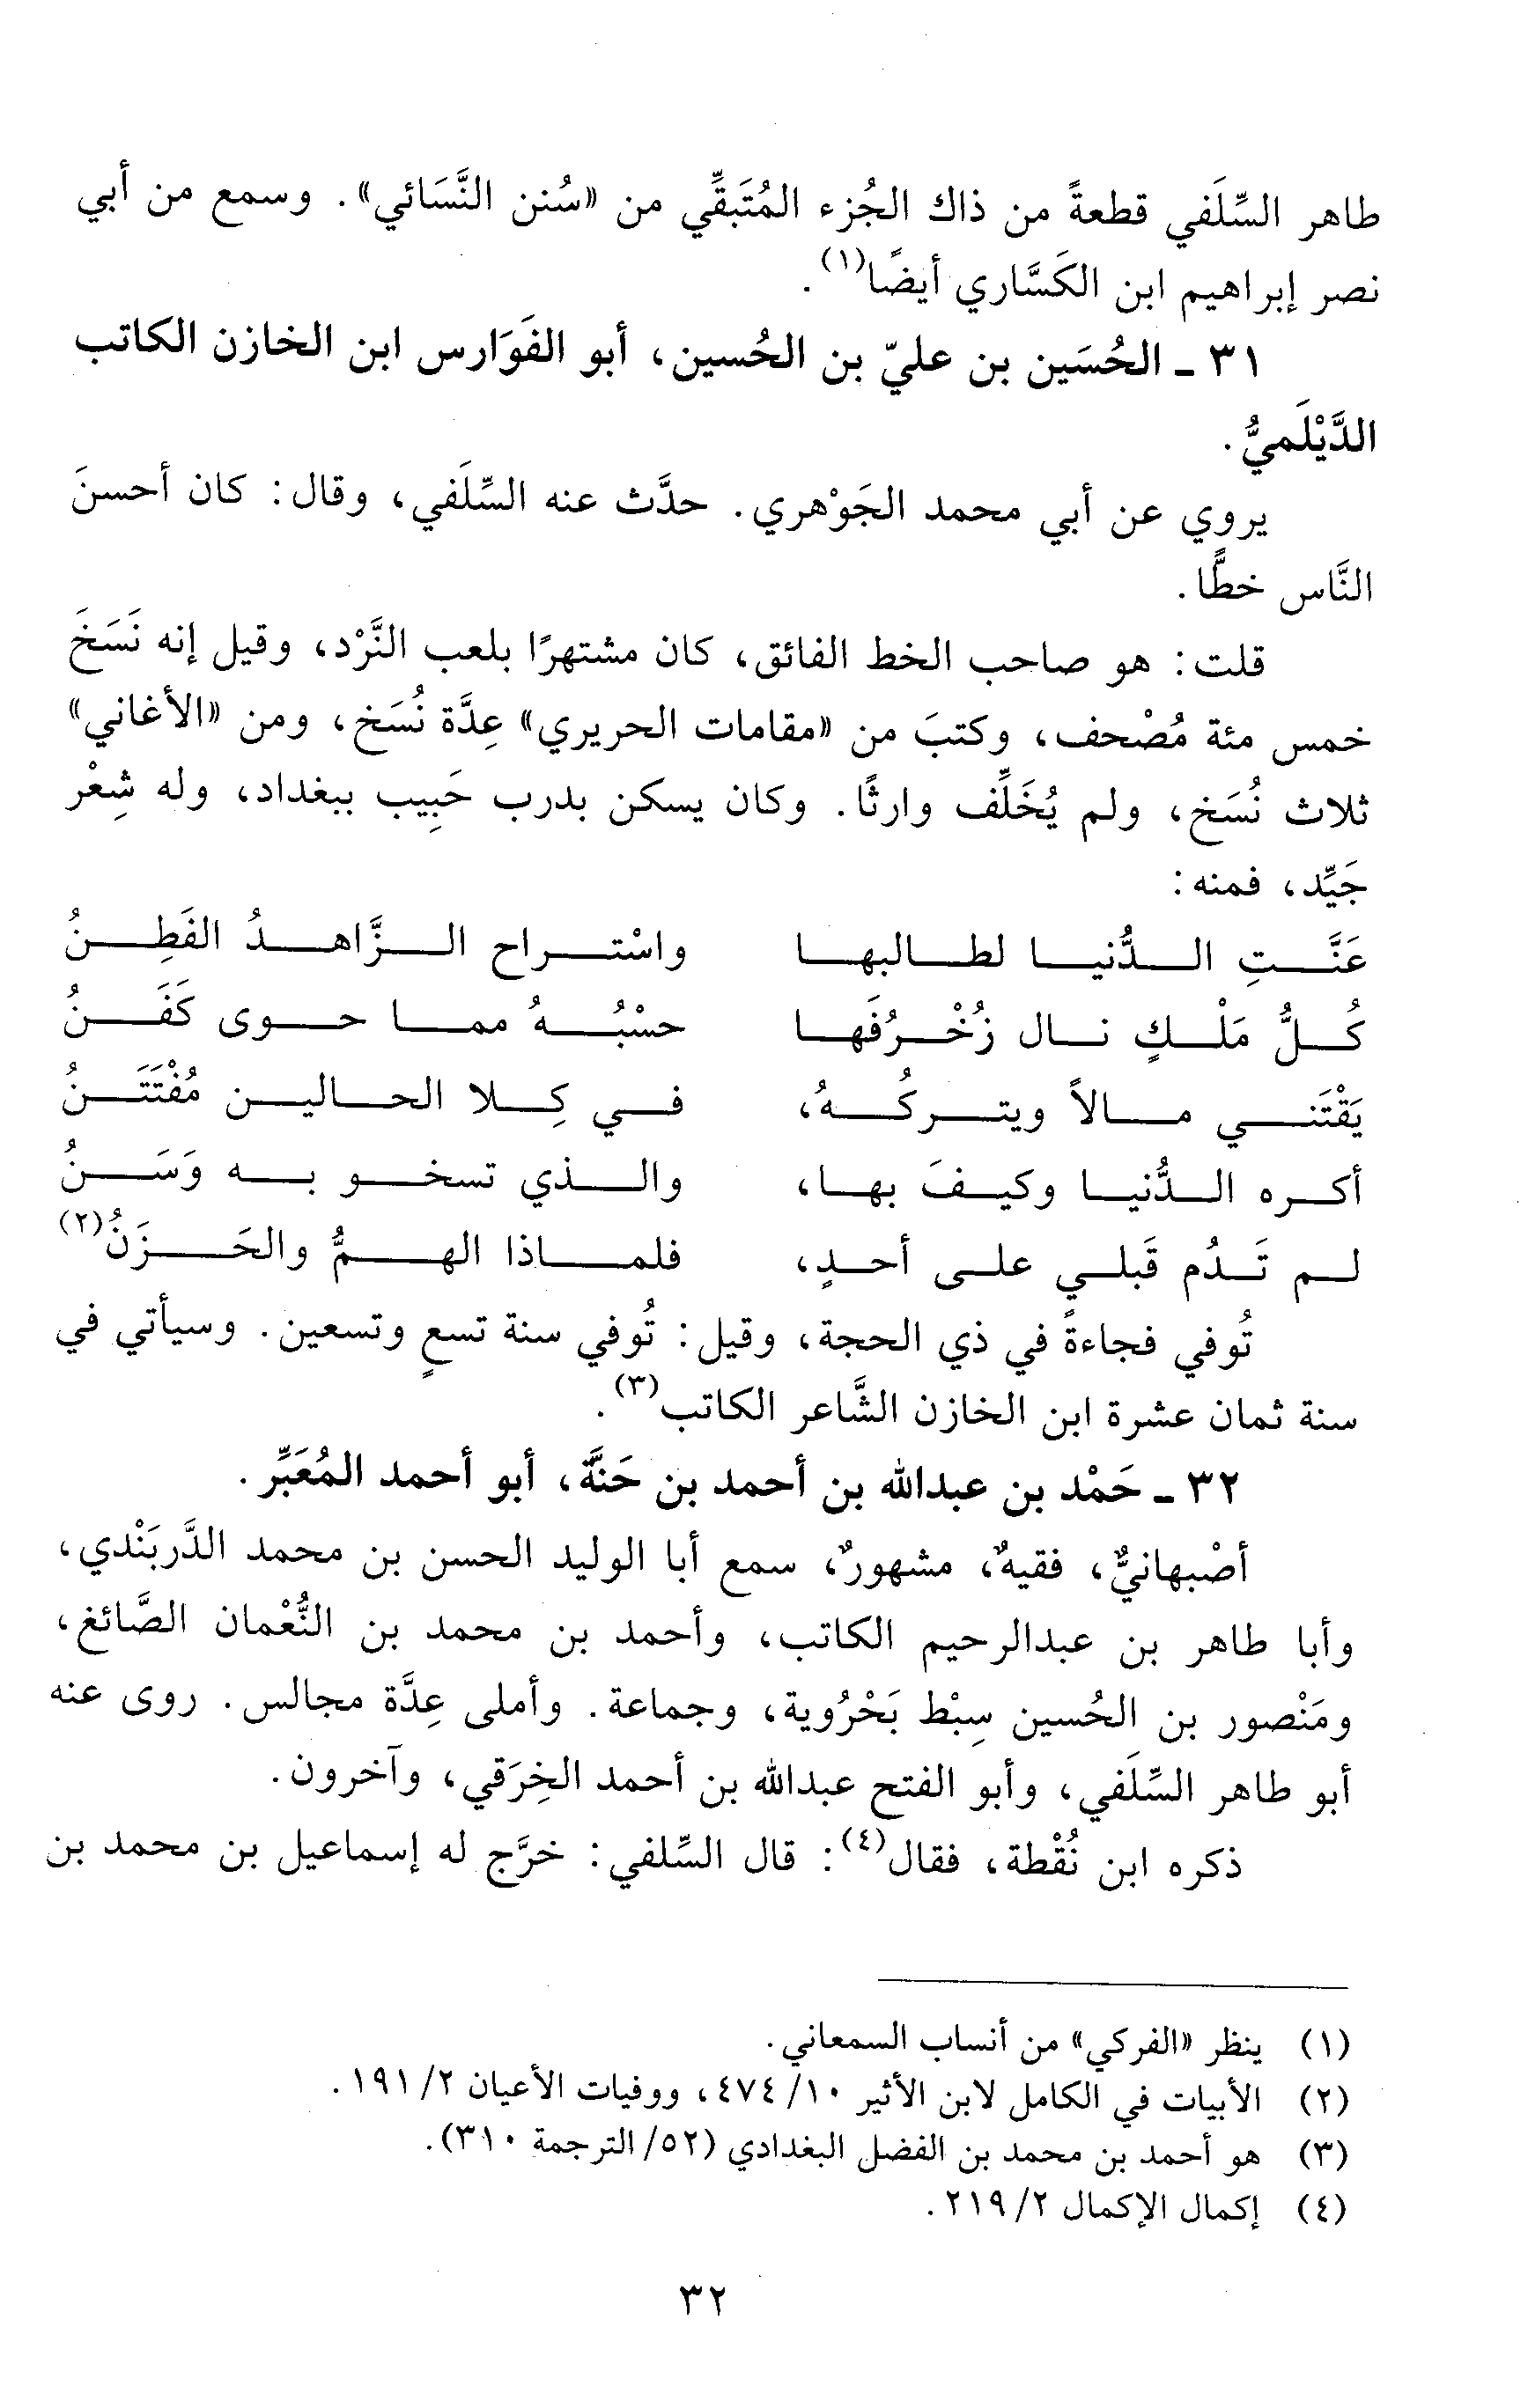 طاهر السِّلَفي قطعةً من ذاك الجُزء المُتَبقِّي من «سُنن النَّسَائي». وسمع من أبي
نصر إبراهيم ابن الكَسَّاري أيضًا(١).
٣١ ـ الحُسَين بن عليّ بن الحُسين، أبو الفَوَارس ابن الخازن الكاتب
الدَّيْلَميُّ.
يروي عن أبي محمد الجَوْهري. حدَّث عنه السِّلَفي، وقال: كان أحسنَ
النَّاس خطًّا.
قلت: هو صاحب الخط الفائق، كان مشتهرًا بلعب النَّرْد، وقيل إنه نَسَخَ
خمس مئة مُصْحف، وكتبَ من «مقامات الحريري» عِدَّة نُسَخ، ومن «الأغاني»
ثلاث نُسَخ، ولم يُخَلِّف وارثًا. وكان يسكن بدرب حَبِيب ببغداد، وله شِعْر
جَيِّد، فمنه:
عَنَّتِ الدُّنيا لطالبها واسْتراح الزَّاهدُ الفَطِنُ
كُلُّ مَلْكٍ نال زُخْرُفَها حسْبُهُ مما حوى كَفَنُ
يَقْتَني مالاً ويتركُهُ، في كِلا الحالين مُفْتَتَنُ
أكره الدُّنيا وكيفَ بها، والذي تسخو به وَسَنُ
لم تَدُم قَبلي على أحدٍ، فلماذا الهمُّ والحَزَنُ(٢)
تُوفي فجاءةً في ذي الحجة، وقيل: تُوفي سنة تسعٍ وتسعين. وسيأتي في
سنة ثمان عشرة ابن الخازن الشَّاعر الكاتب(٣).
٣٢ ـ حَمْد بن عبدالله بن أحمد بن حَنَّة، أبو أحمد المُعَبِّر.
أصْبهانيٌّ، فقيهٌ، مشهورٌ، سمع أبا الوليد الحسن بن محمد الدَّربَنْدي،
وأبا طاهر بن عبدالرحيم الكاتب، وأحمد بن محمد بن النُّعْمان الصَّائغ،
ومَنْصور بن الحُسين سِبْط بَحْرُوية، وجماعة. وأملى عِدَّة مجالس. روى عنه
أبو طاهر السِّلَفي، وأبو الفتح عبدالله بن أحمد الخِرَقي، وآخرون.
ذكره ابن نُقْطة، فقال(٤): قال السِّلفي: خرَّج له إسماعيل بن محمد بن
(١) ينظر «الفركي» من أنساب السمعاني.
(٢) الأبيات في الكامل لابن الأثير ١٠/ ٤٧٤، ووفيات الأعيان ٢/ ١٩١.
(٣) هو أحمد بن محمد بن الفضل البغدادي (٥٢/ الترجمة ٣١٠).
(٤) إكمال الإكمال ٢/ ٢١٩.
٣٢